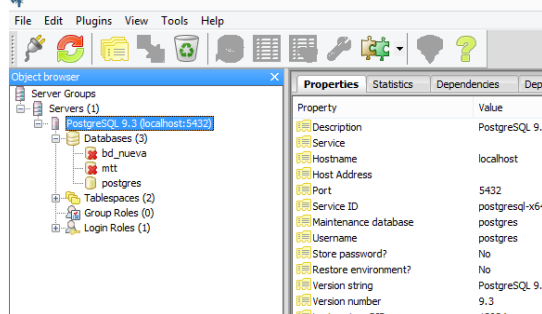 File Edit Plugins View Tools Help
Object browser
Server Groups
Servers (1)
PostgreSQL 9.3 (localhost:5432)
Databases (3)
bd_nueva
mtt
postgres
Tablespaces (2)
Group Roles (0)
Login Roles (1)
Properties Statistics Dependencies Dep
Property Value
Description PostgreSQL 9.
Service
Hostname localhost
Host Address
Port 5432
Service ID postgresql-x64
Maintenance database postgres
Username postgres
Store password? No
Restore environment? No
Version string PostgreSQL 9.
Version number 9.3